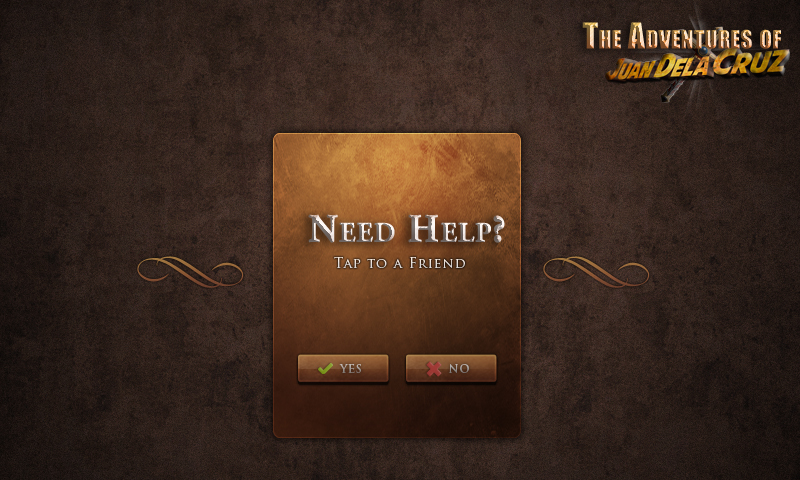 The Adventures of
Juan Dela Cruz
Need Help?
Tap to a Friend
YES
NO